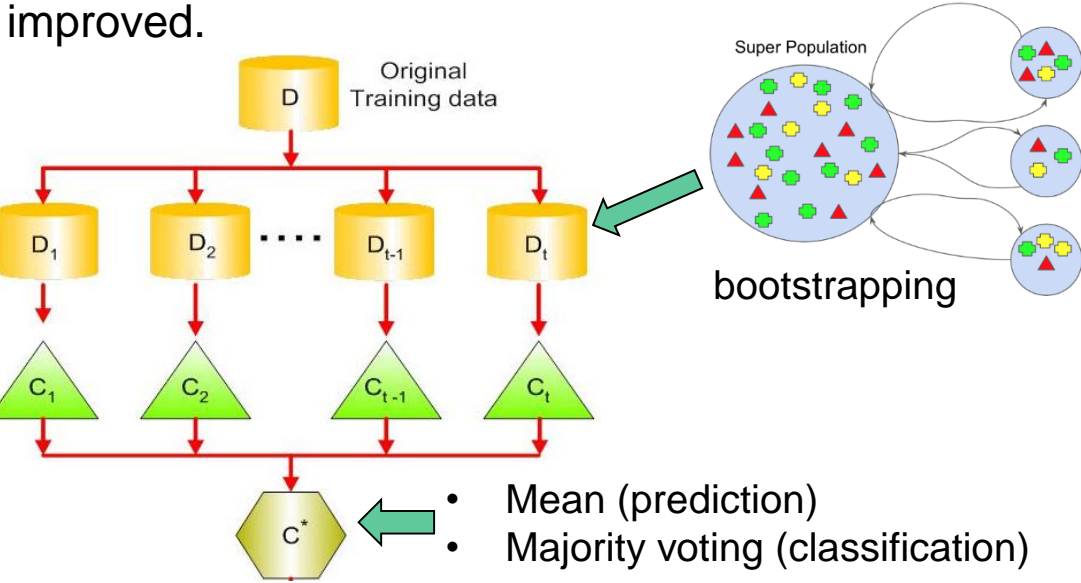 improved.
Original
Training data
D
D1
D2
....
Dt-1
Dt
Super Population
bootstrapping
C1
C2
Ct-1
Ct
C*
• Mean (prediction)
• Majority voting (classification)